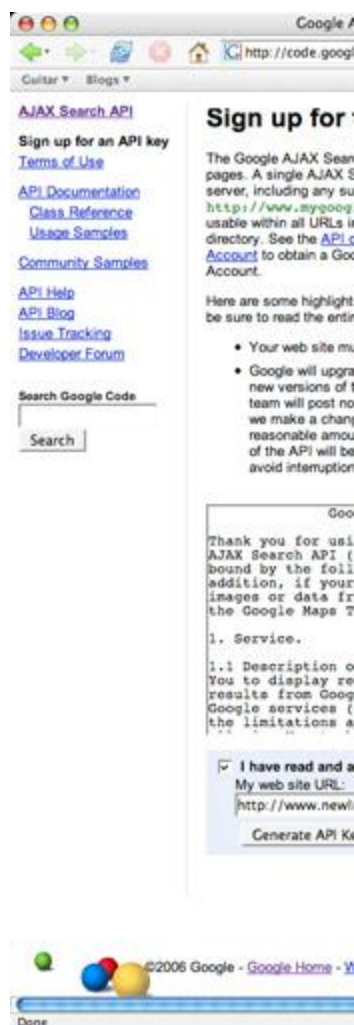 Google A
http://code.googl
Guitar Blogs
AJAX Search API
Sign up for an API key
Terms of Use
API Documentation
Class Reference
Usage Samples
Community Samples
API Help
API Blog
Issue Tracking
Developer Forum
Search Google Code
Search
Sign up for t
The Google AJAX Sear
pages. A single AJAX S
server, including any su
http://www.mygoog
usable within all URLs i
directory. See the API d
Account to obtain a Goo
Account.
Here are some highlight
be sure to read the entir
• Your web site mu
• Google will upgra
new versions of t
team will post no
we make a chang
reasonable amou
of the API will be
avoid interruption
Goo
Thank you for usi
AJAX Search API (
bound by the foll
addition, if your
images or data fr
the Google Maps T
1. Service.
1.1 Description o
You to display re
results from Goog
Google services (
the limitations a
I have read and a
My web site URL:
http://www.newl
Generate API Ke
©2006 Google - Google Home - W
Done